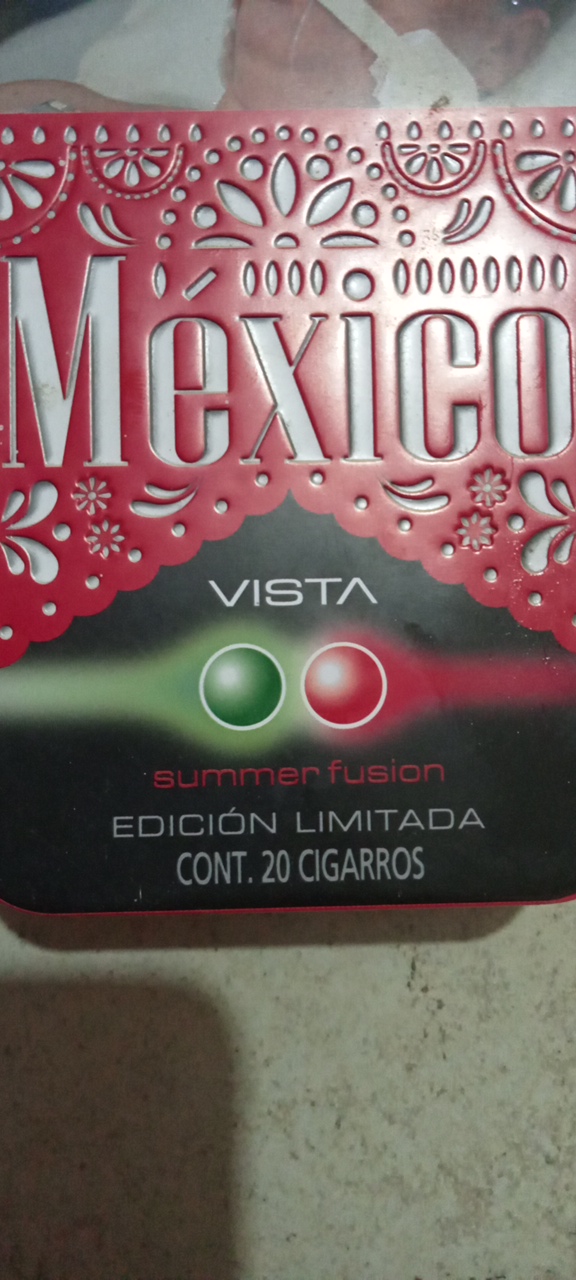 México
VISTA
summer fusion
EDICIÓN LIMITADA
CONT. 20 CIGARROS